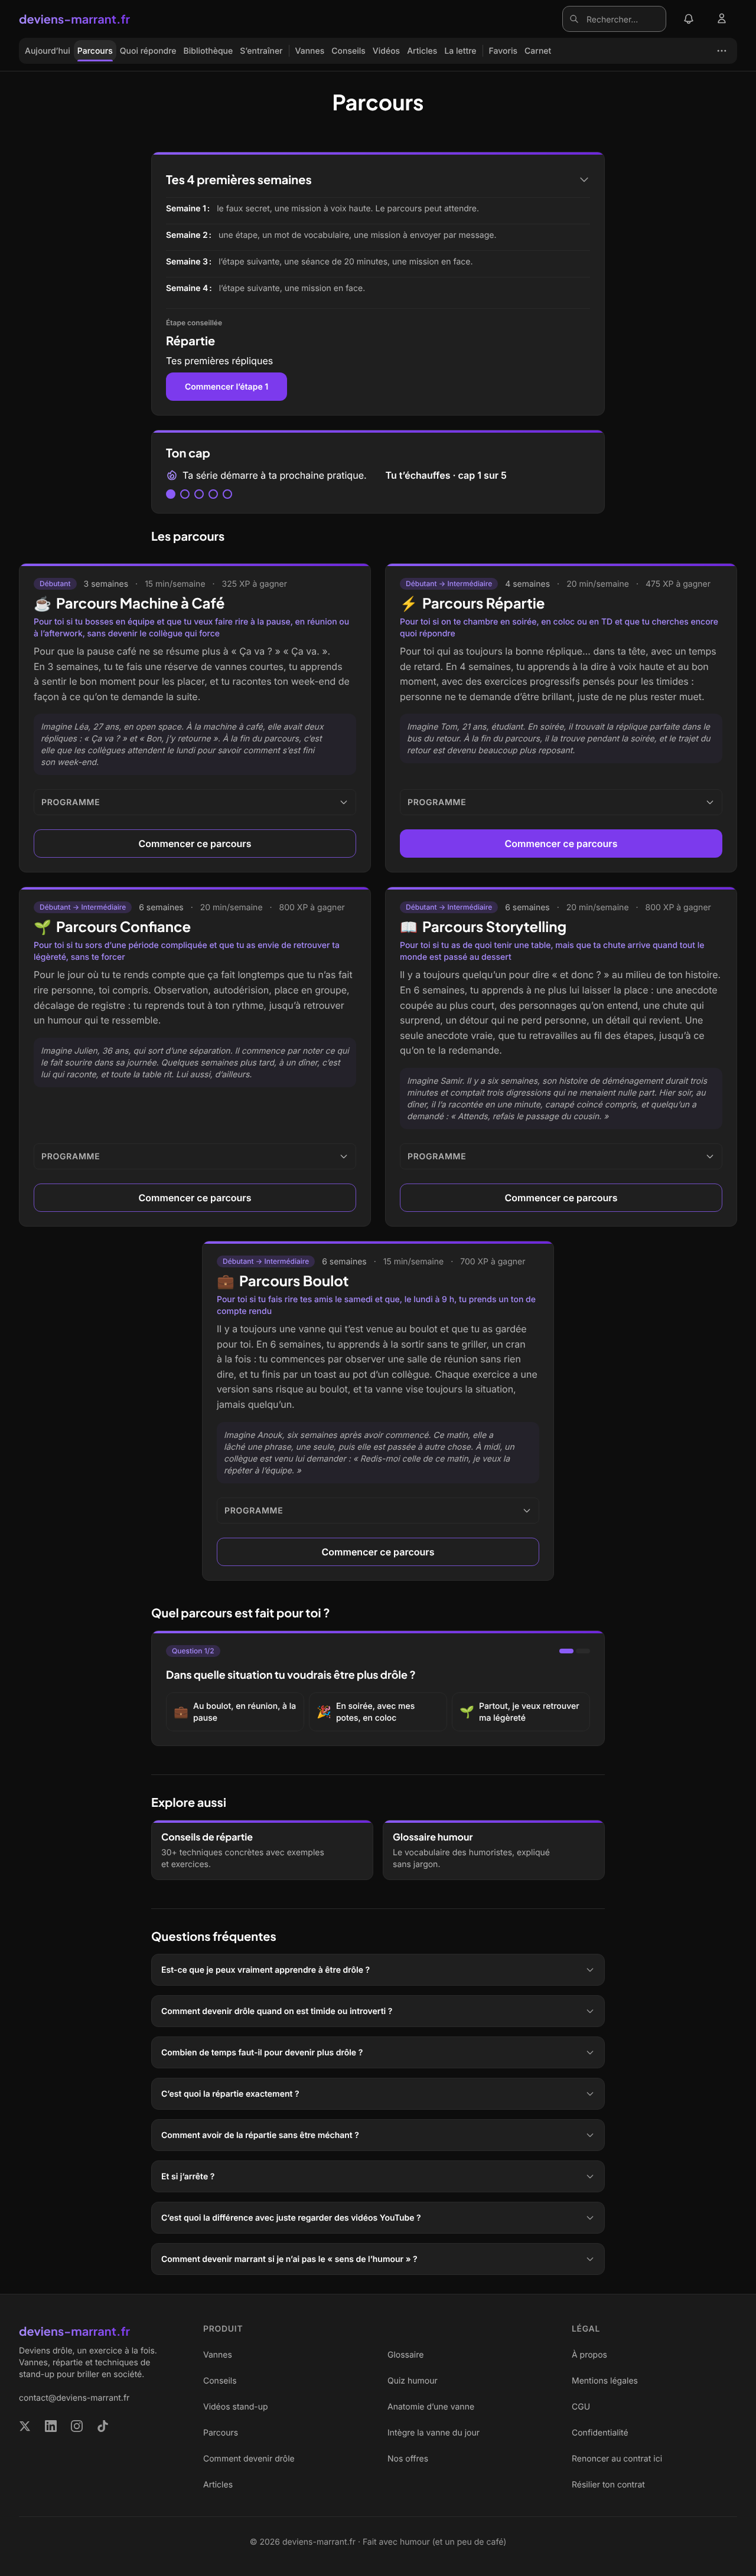 deviens-marrant.fr
Rechercher...
Aujourd'hui Parcours Quoi répondre Bibliothèque S'entraîner Vannes Conseils Vidéos Articles La lettre Favoris Carnet
Parcours
Tes 4 premières semaines
Semaine 1 : le faux secret, une mission à voix haute. Le parcours peut attendre.
Semaine 2 : une étape, un mot de vocabulaire, une mission à envoyer par message.
Semaine 3 : l'étape suivante, une séance de 20 minutes, une mission en face.
Semaine 4 : l'étape suivante, une mission en face.
Étape conseillée
Répartie
Tes premières répliques
Commencer l'étape 1
Ton cap
Ta série démarre à ta prochaine pratique. Tu t'échauffes · cap 1 sur 5
Les parcours
Débutant 3 semaines · 15 min/semaine · 325 XP à gagner
☕ Parcours Machine à Café
Pour toi si tu bosses en équipe et que tu veux faire rire à la pause, en réunion ou
à l'afterwork, sans devenir le collègue qui force
Pour que la pause café ne se résume plus à « Ça va ? » « Ça va. ».
En 3 semaines, tu te fais une réserve de vannes courtes, tu apprends
à sentir le bon moment pour les placer, et tu racontes ton week-end de
façon à ce qu'on te demande la suite.
Imagine Léa, 27 ans, en open space. À la machine à café, elle avait deux
répliques : « Ça va ? » et « Bon, j'y retourne ». À la fin du parcours, c'est
elle que les collègues attendent le lundi pour savoir comment s'est fini
son week-end.
PROGRAMME
Commencer ce parcours
Débutant → Intermédiaire 4 semaines · 20 min/semaine · 475 XP à gagner
⚡ Parcours Répartie
Pour toi si on te chambre en soirée, en coloc ou en TD et que tu cherches encore
quoi répondre
Pour toi qui as toujours la bonne réplique... dans ta tête, avec un temps
de retard. En 4 semaines, tu apprends à la dire à voix haute et au bon
moment, avec des exercices progressifs pensés pour les timides :
personne ne te demande d'être brillant, juste de ne plus rester muet.
Imagine Tom, 21 ans, étudiant. En soirée, il trouvait la réplique parfaite dans le
bus du retour. À la fin du parcours, il la trouve pendant la soirée, et le trajet du
retour est devenu beaucoup plus reposant.
PROGRAMME
Commencer ce parcours
Débutant → Intermédiaire 6 semaines · 20 min/semaine · 800 XP à gagner
🌱 Parcours Confiance
Pour toi si tu sors d'une période compliquée et que tu as envie de retrouver ta
légèreté, sans te forcer
Pour le jour où tu te rends compte que ça fait longtemps que tu n'as fait
rire personne, toi compris. Observation, autodérision, place en groupe,
décalage de registre : tu reprends tout à ton rythme, jusqu'à retrouver
un humour qui te ressemble.
Imagine Julien, 36 ans, qui sort d'une séparation. Il commence par noter ce qui
le fait sourire dans sa journée. Quelques semaines plus tard, à un dîner, c'est
lui qui raconte, et toute la table rit. Lui aussi, d'ailleurs.
PROGRAMME
Commencer ce parcours
Débutant → Intermédiaire 6 semaines · 20 min/semaine · 800 XP à gagner
📖 Parcours Storytelling
Pour toi si tu as de quoi tenir une table, mais que ta chute arrive quand tout le
monde est passé au dessert
Il y a toujours quelqu'un pour dire « et donc ? » au milieu de ton histoire.
En 6 semaines, tu apprends à ne plus lui laisser la place : une anecdote
coupée au plus court, des personnages qu'on entend, une chute qui
surprend, un détour qui ne perd personne, un détail qui revient. Une
seule anecdote vraie, que tu retravailles au fil des étapes, jusqu'à ce
qu'on te la redemande.
Imagine Samir. Il y a six semaines, son histoire de déménagement durait trois
minutes et comptait trois digressions qui ne menaient nulle part. Hier soir, au
dîner, il l'a racontée en une minute, canapé coincé compris, et quelqu'un a
demandé : « Attends, refais le passage du cousin. »
PROGRAMME
Commencer ce parcours
Débutant → Intermédiaire 6 semaines · 15 min/semaine · 700 XP à gagner
💼 Parcours Boulot
Pour toi si tu fais rire tes amis le samedi et que, le lundi à 9 h, tu prends un ton de
compte rendu
Il y a toujours une vanne qui t'est venue au boulot et que tu as gardée
pour toi. En 6 semaines, tu apprends à la sortir sans te griller, un cran
à la fois : tu commences par observer une salle de réunion sans rien
dire, et tu finis par un toast au pot d'un collègue. Chaque exercice a une
version sans risque au boulot, et ta vanne vise toujours la situation,
jamais quelqu'un.
Imagine Anouk, six semaines après avoir commencé. Ce matin, elle a
lâché une phrase, une seule, puis elle est passée à autre chose. À midi, un
collègue est venu lui demander : « Redis-moi celle de ce matin, je veux la
répéter à l'équipe. »
PROGRAMME
Commencer ce parcours
Quel parcours est fait pour toi ?
Question 1/2
Dans quelle situation tu voudrais être plus drôle ?
💼 Au boulot, en réunion, à la
pause
🎉 En soirée, avec mes
potes, en coloc
🌱 Partout, je veux retrouver
ma légèreté
Explore aussi
Conseils de répartie
30+ techniques concrètes avec exemples
et exercices.
Glossaire humour
Le vocabulaire des humoristes, expliqué
sans jargon.
Questions fréquentes
Est-ce que je peux vraiment apprendre à être drôle ?
Comment devenir drôle quand on est timide ou introverti ?
Combien de temps faut-il pour devenir plus drôle ?
C'est quoi la répartie exactement ?
Comment avoir de la répartie sans être méchant ?
Et si j'arrête ?
C'est quoi la différence avec juste regarder des vidéos YouTube ?
Comment devenir marrant si je n'ai pas le « sens de l'humour » ?
deviens-marrant.fr
Deviens drôle, un exercice à la fois.
Vannes, répartie et techniques de
stand-up pour briller en société.
contact@deviens-marrant.fr
PRODUIT
Vannes
Conseils
Vidéos stand-up
Parcours
Comment devenir drôle
Articles
Glossaire
Quiz humour
Anatomie d'une vanne
Intègre la vanne du jour
Nos offres
LÉGAL
À propos
Mentions légales
CGU
Confidentialité
Renoncer au contrat ici
Résilier ton contrat
© 2026 deviens-marrant.fr · Fait avec humour (et un peu de café)